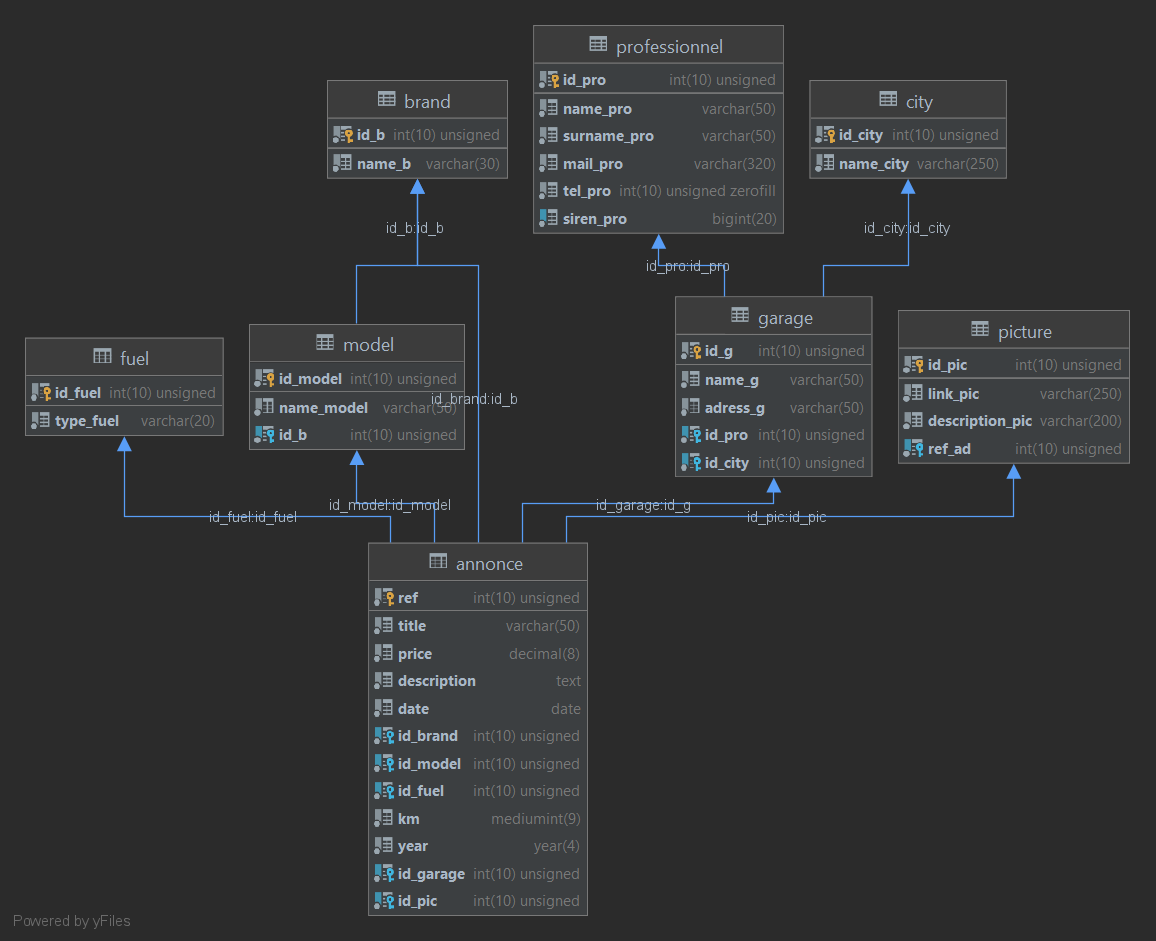 professionnel
id_pro int(10) unsigned
name_pro varchar(50)
surname_pro varchar(50)
mail_pro varchar(320)
tel_pro int(10) unsigned zerofill
siren_pro bigint(20)
brand
id_b int(10) unsigned
name_b varchar(30)
city
id_city int(10) unsigned
name_city varchar(250)
id_b:id_b
id_city:id_city
id_pro:id_pro
garage
id_g int(10) unsigned
name_g varchar(50)
adress_g varchar(50)
id_pro int(10) unsigned
id_city int(10) unsigned
picture
id_pic int(10) unsigned
link_pic varchar(250)
description_pic varchar(200)
ref_ad int(10) unsigned
model
id_model int(10) unsigned
name_model varchar(50)
id_b int(10) unsigned
fuel
id_fuel int(10) unsigned
type_fuel varchar(20)
id_brand:id_b
id_model:id_model
id_garage:id_g
id_fuel:id_fuel
id_pic:id_pic
annonce
ref int(10) unsigned
title varchar(50)
price decimal(8)
description text
date date
id_brand int(10) unsigned
id_model int(10) unsigned
id_fuel int(10) unsigned
km mediumint(9)
year year(4)
id_garage int(10) unsigned
id_pic int(10) unsigned
Powered by yFiles